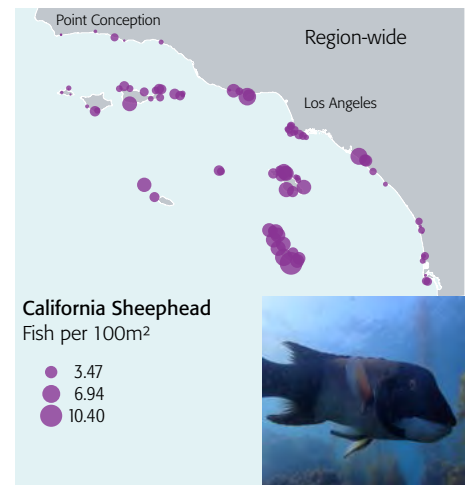 Point Conception
Region-wide
Los Angeles
California Sheephead
Fish per 100m²
3.47
6.94
10.40